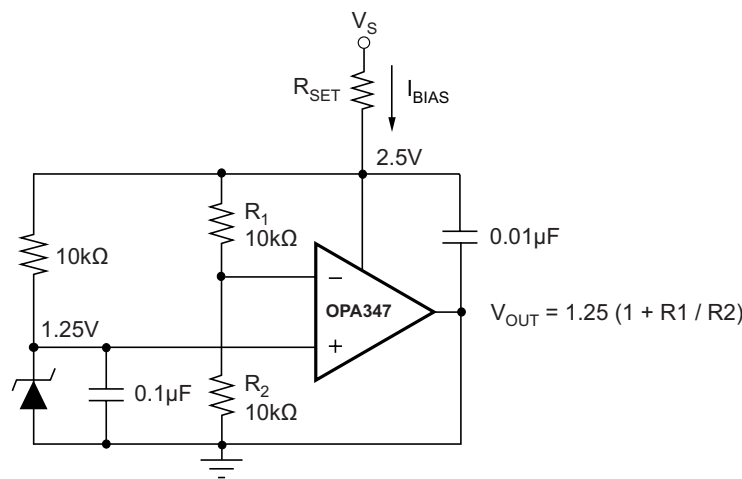 V_S
R_SET
I_BIAS
2.5V
R_1
10kΩ
10kΩ
0.01µF
−
OPA347
+
V_OUT = 1.25 (1 + R1 / R2)
1.25V
0.1µF
R_2
10kΩ